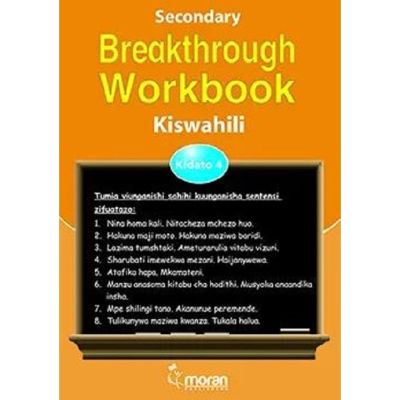 Secondary
Breakthrough
Workbook
Kiswahili
Kidato 4
Tumia viunganishi sahihi kuunganisha sentensi
zifuatazo:
1. Nina homa kali. Nitacheza mchezo huo.
2. Hakuna maji moto. Hakuna maziwa baridi.
3. Lazima tumshtaki. Ametururulia vitabu vizuri.
4. Sharubati imewekwa mezani. Haijanywewa.
5. Atafika hapa. Mkamateni.
6. Manzu anasoma kitabu cha hadithi. Musyoka anaandika
insha.
7. Mpe shilingi tano. Akanunue peremende.
8. Tulikunywa maziwa kwanza. Tukala halua.
moran